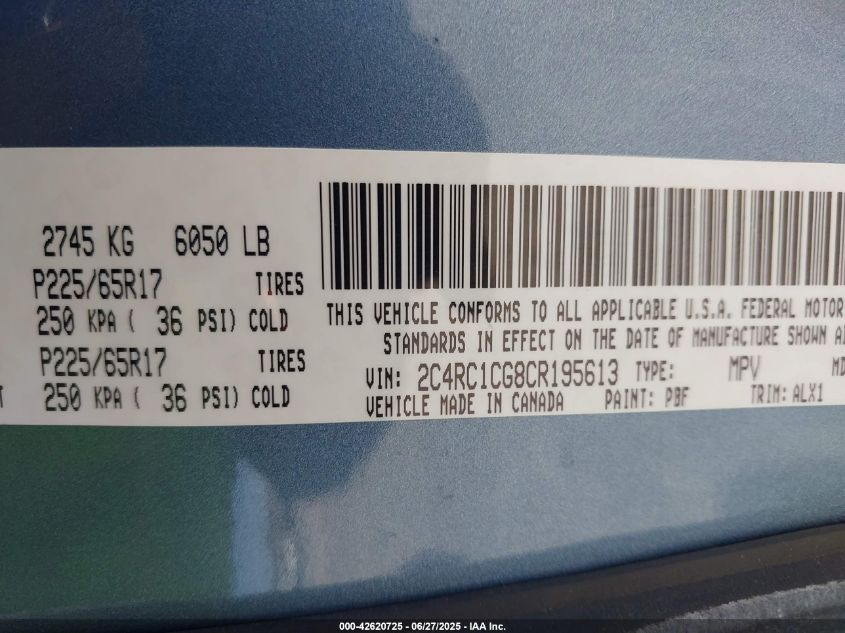 2745 KG 6050 LB
P225/65R17 TIRES
250 KPA ( 36 PSI) COLD
P225/65R17 TIRES
250 KPA ( 36 PSI) COLD
THIS VEHICLE CONFORMS TO ALL APPLICABLE U.S.A. FEDERAL MOTOR
STANDARDS IN EFFECT ON THE DATE OF MANUFACTURE SHOWN
VIN: 2C4RC1CG8CR195613 TYPE: MPV MD
VEHICLE MADE IN CANADA PAINT: PBF TRIM: ALX1
000-42620725 - 06/27/2025 - IAA Inc.